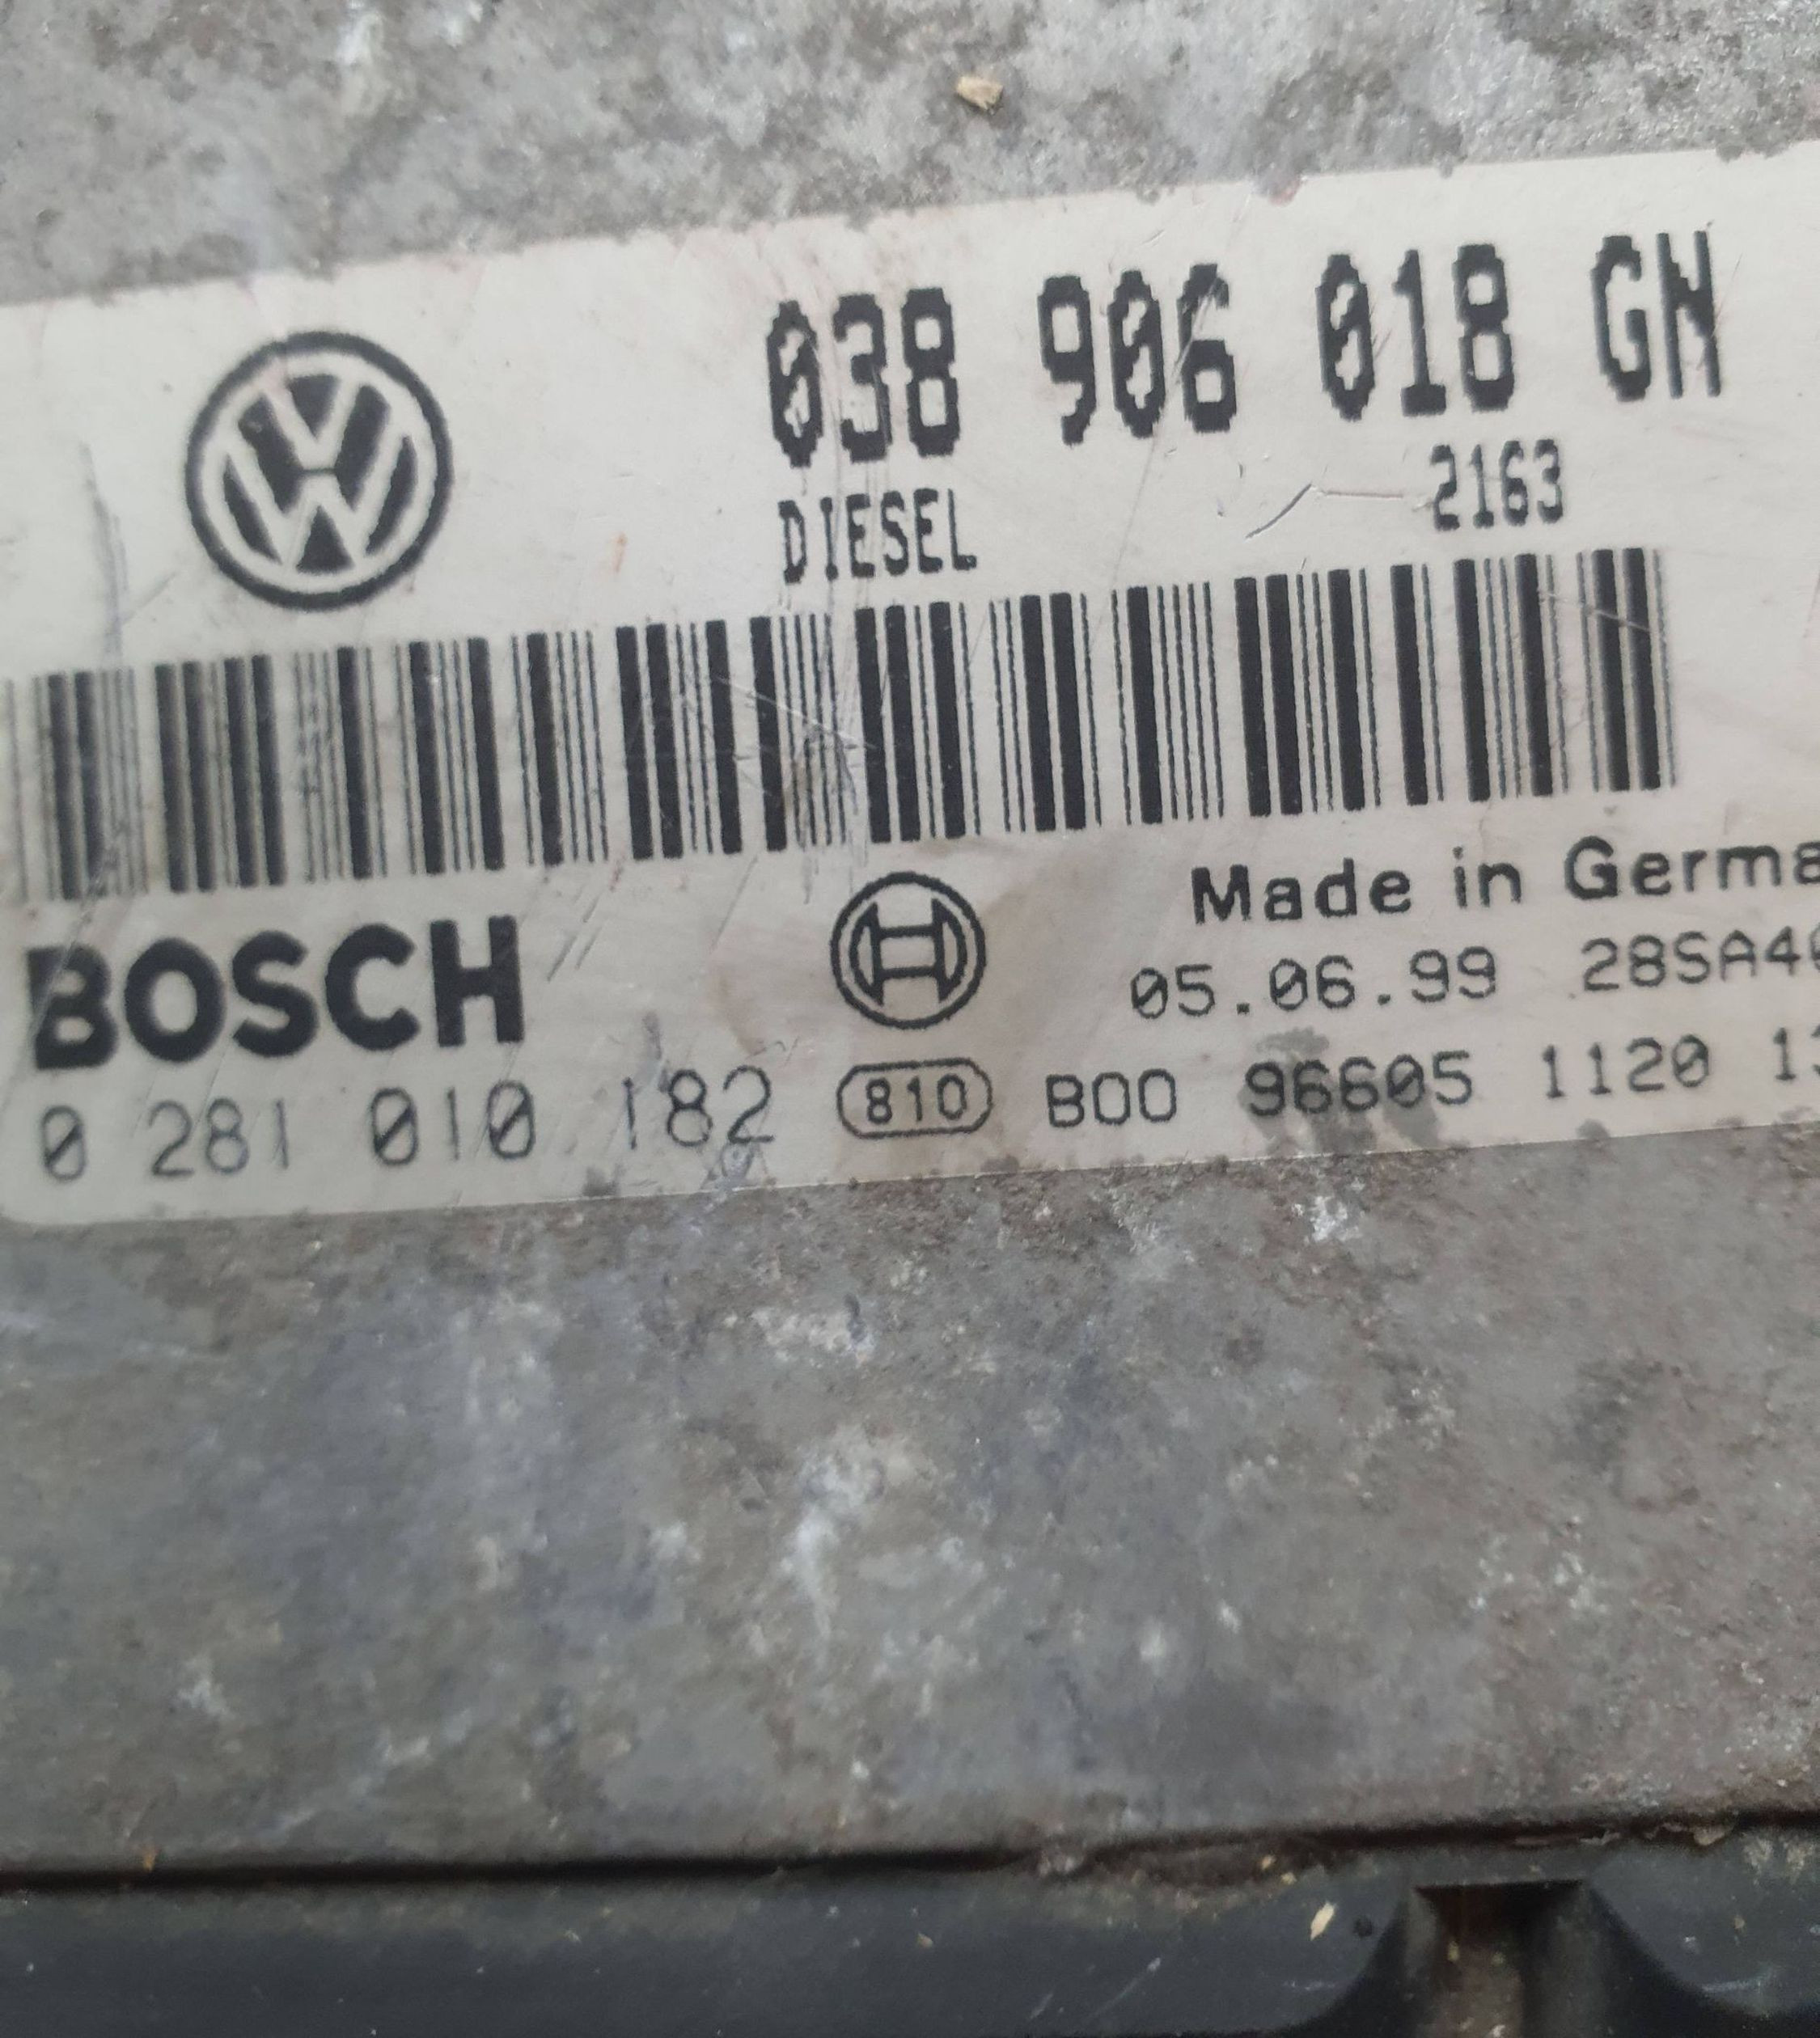 038 906 018 GN
DIESEL 2163
BOSCH
Made in Germa
05.06.99 28SA4
0 281 010 182 810 B00 96605 1120 1